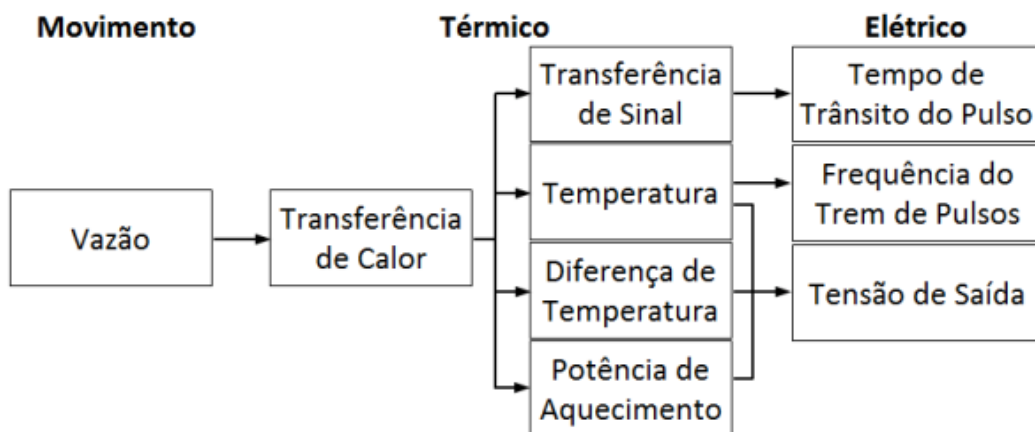 Movimento
Térmico
Elétrico
Vazão
Transferência
de Calor
Transferência
de Sinal
Temperatura
Diferença de
Temperatura
Potência de
Aquecimento
Tempo de
Trânsito do Pulso
Frequência do
Trem de Pulsos
Tensão de Saída